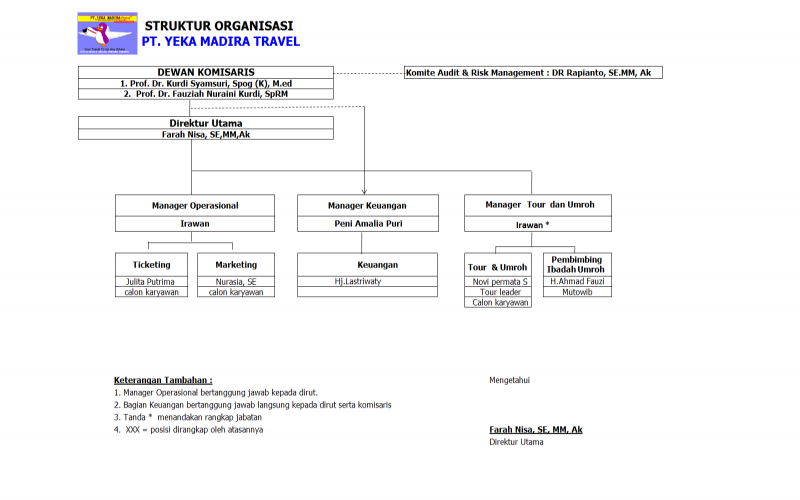 PT. YEKA MADIRA
STRUKTUR ORGANISASI
PT. YEKA MADIRA TRAVEL
DEWAN KOMISARIS
1. Prof. Dr. Kurdi Syamsuri, Spog (K), M.ed
2. Prof. Dr. Fauziah Nuraini Kurdi, SpRM
Komite Audit & Risk Management : DR Rapianto, SE.MM, Ak
Direktur Utama
Farah Nisa, SE,MM,Ak
Manager Operasional
Irawan
Manager Keuangan
Peni Amalia Puri
Manager Tour dan Umroh
Irawan *
Ticketing
Julita Putrima
calon karyawan
Marketing
Nurasia, SE
calon karyawan
Keuangan
Hj.Lastriwaty
Tour & Umroh
Novi permata S
Tour leader
Calon karyawan
Pembimbing
Ibadah Umroh
H.Ahmad Fauzi
Mutowib
Keterangan Tambahan :
1. Manager Operasional bertanggung jawab kepada dirut.
2. Bagian Keuangan bertanggung jawab langsung kepada dirut serta komisaris
3. Tanda * menandakan rangkap jabatan
4. XXX = posisi dirangkap oleh atasannya
Mengetahui
Farah Nisa, SE, MM, Ak
Direktur Utama